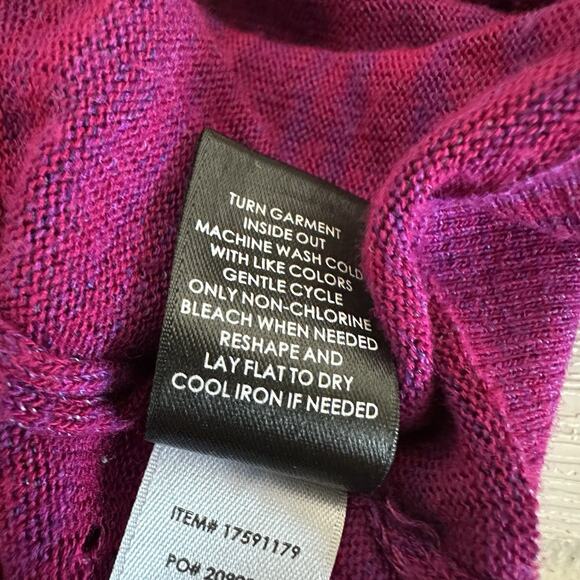 TURN GARMENT
INSIDE OUT
MACHINE WASH COLD
WITH LIKE COLORS
GENTLE CYCLE
ONLY NON-CHLORINE
BLEACH WHEN NEEDED
RESHAPE AND
LAY FLAT TO DRY
COOL IRON IF NEEDED
ITEM# 17591179
PO#